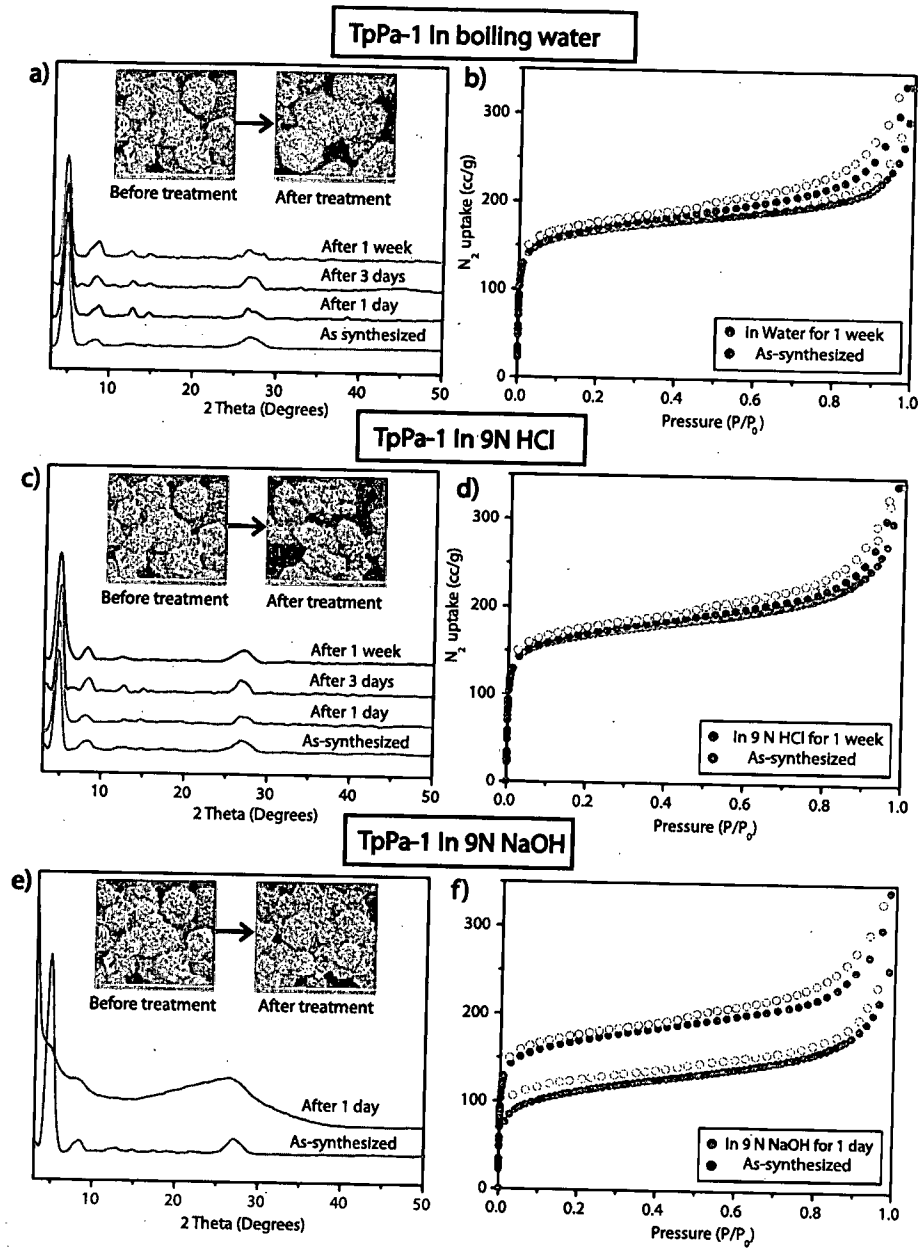 TpPa-1 In boiling water
a)
Before treatment
After treatment
After 1 week
After 3 days
After 1 day
As synthesized
10 20 30 40 50
2 Theta (Degrees)
b)
N2 uptake (cc/g)
300
200
100
0
In Water for 1 week
As-synthesized
0.0 0.2 0.4 0.6 0.8 1.0
Pressure (P/P0)
TpPa-1 In 9N HCl
c)
Before treatment
After treatment
After 1 week
After 3 days
After 1 day
As-synthesized
10 20 30 40 50
2 Theta (Degrees)
d)
N2 uptake (cc/g)
300
200
100
0
In 9 N HCl for 1 week
As-synthesized
0.0 0.2 0.4 0.6 0.8 1.0
Pressure (P/P0)
TpPa-1 In 9N NaOH
e)
Before treatment
After treatment
After 1 day
As-synthesized
10 20 30 40 50
2 Theta (Degrees)
f)
N2 uptake (cc/g)
300
200
100
0
In 9 N NaOH for 1 day
As-synthesized
0.0 0.2 0.4 0.6 0.8 1.0
Pressure (P/P0)